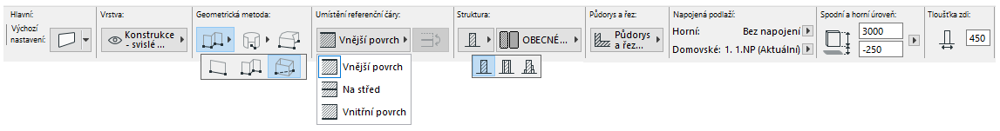 Hlavní:
Výchozí
nastavení:
Vrstva:
Konstrukce
- svislé ...
Geometrická metoda:
Umístění referenční čáry:
Vnější povrch
Vnější povrch
Na střed
Vnitřní povrch
Struktura:
OBECNÉ...
Půdorys a řez:
Půdorys
a řez...
Napojená podlaží:
Horní: Bez napojení
Domovské: 1. 1.NP (Aktuální)
Spodní a horní úroveň:
3000
-250
Tloušťka zdi:
450